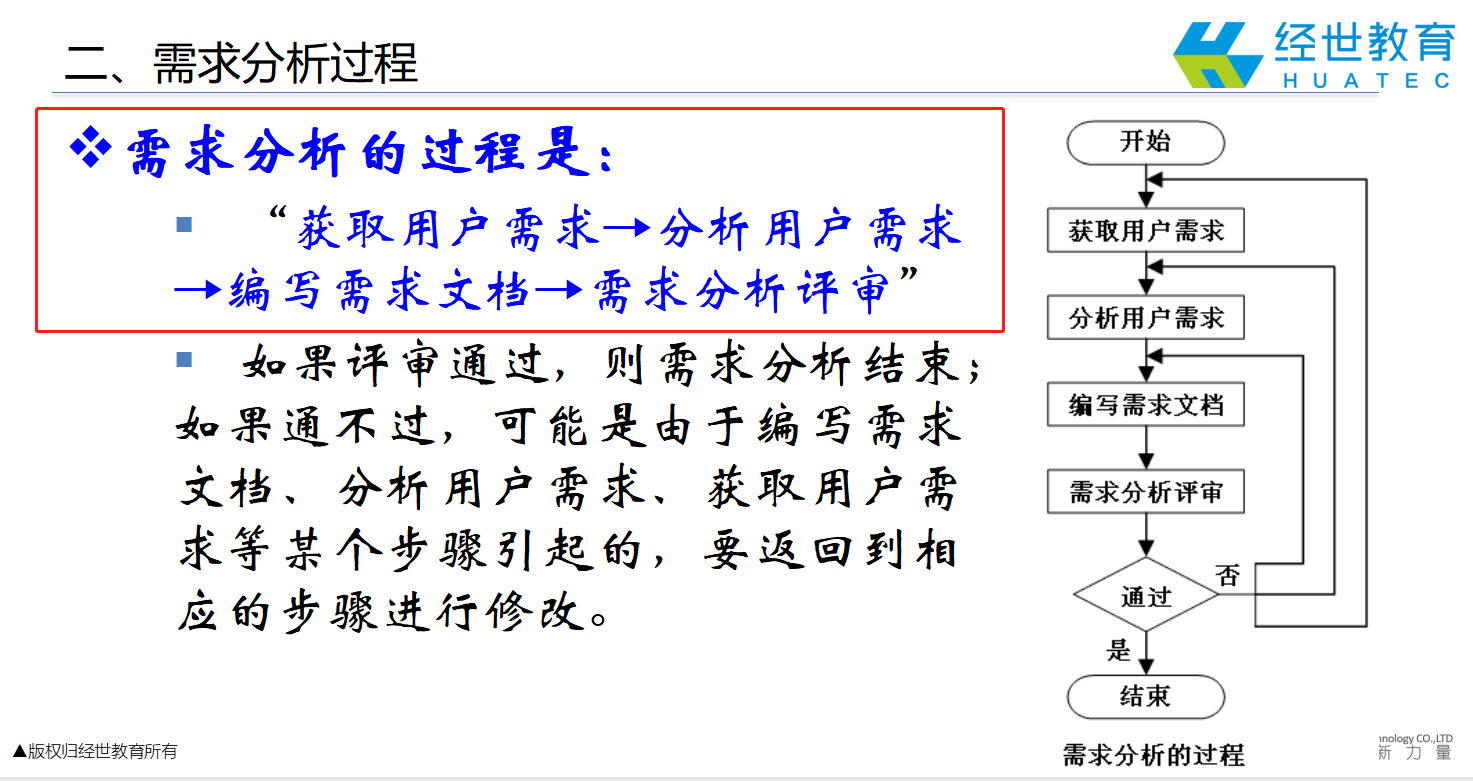 二、需求分析过程
经世教育
HUATEC
需求分析的过程是：
“获取用户需求→分析用户需求
→编写需求文档→需求分析评审”
如果评审通过，则需求分析结束；
如果通不过，可能是由于编写需求
文档、分析用户需求、获取用户需
求等某个步骤引起的，要返回到相
应的步骤进行修改。
开始
获取用户需求
分析用户需求
编写需求文档
需求分析评审
通过
否
是
结束
需求分析的过程
▲版权归经世教育所有
nology CO.,LTD
新 力 量